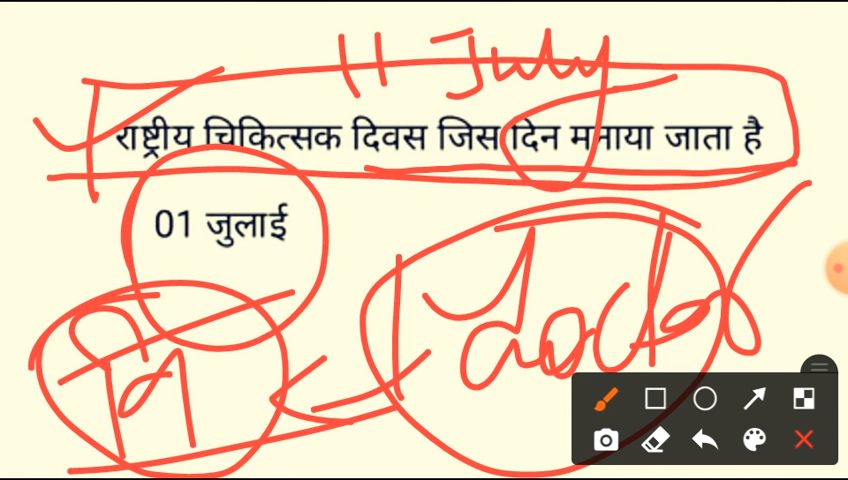 11 July
राष्ट्रीय चिकित्सक दिवस जिस दिन मनाया जाता है
01 जुलाई